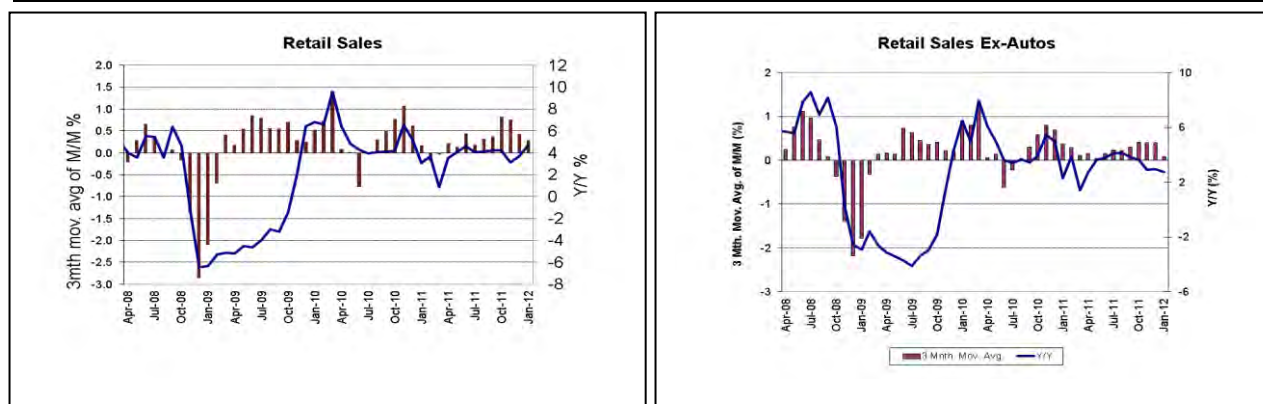 Retail Sales
3mth mov. avg of M/M %
2.0
1.5
1.0
0.5
0.0
-0.5
-1.0
-1.5
-2.0
-2.5
-3.0
12
10
8
6
4
2
0
-2
-4
-6
-8
Y/Y %
Apr-08
Jul-08
Oct-08
Jan-09
Apr-09
Jul-09
Oct-09
Jan-10
Apr-10
Jul-10
Oct-10
Jan-11
Apr-11
Jul-11
Oct-11
Jan-12
Retail Sales Ex-Autos
3 Mth. Mov. Avg. of M/M (%)
2
1
0
-1
-2
-3
10
6
2
-2
-6
Y/Y (%)
Apr-08
Jul-08
Oct-08
Jan-09
Apr-09
Jul-09
Oct-09
Jan-10
Apr-10
Jul-10
Oct-10
Jan-11
Apr-11
Jul-11
Oct-11
Jan-12
3 Mnth. Mov. Avg. Y/Y